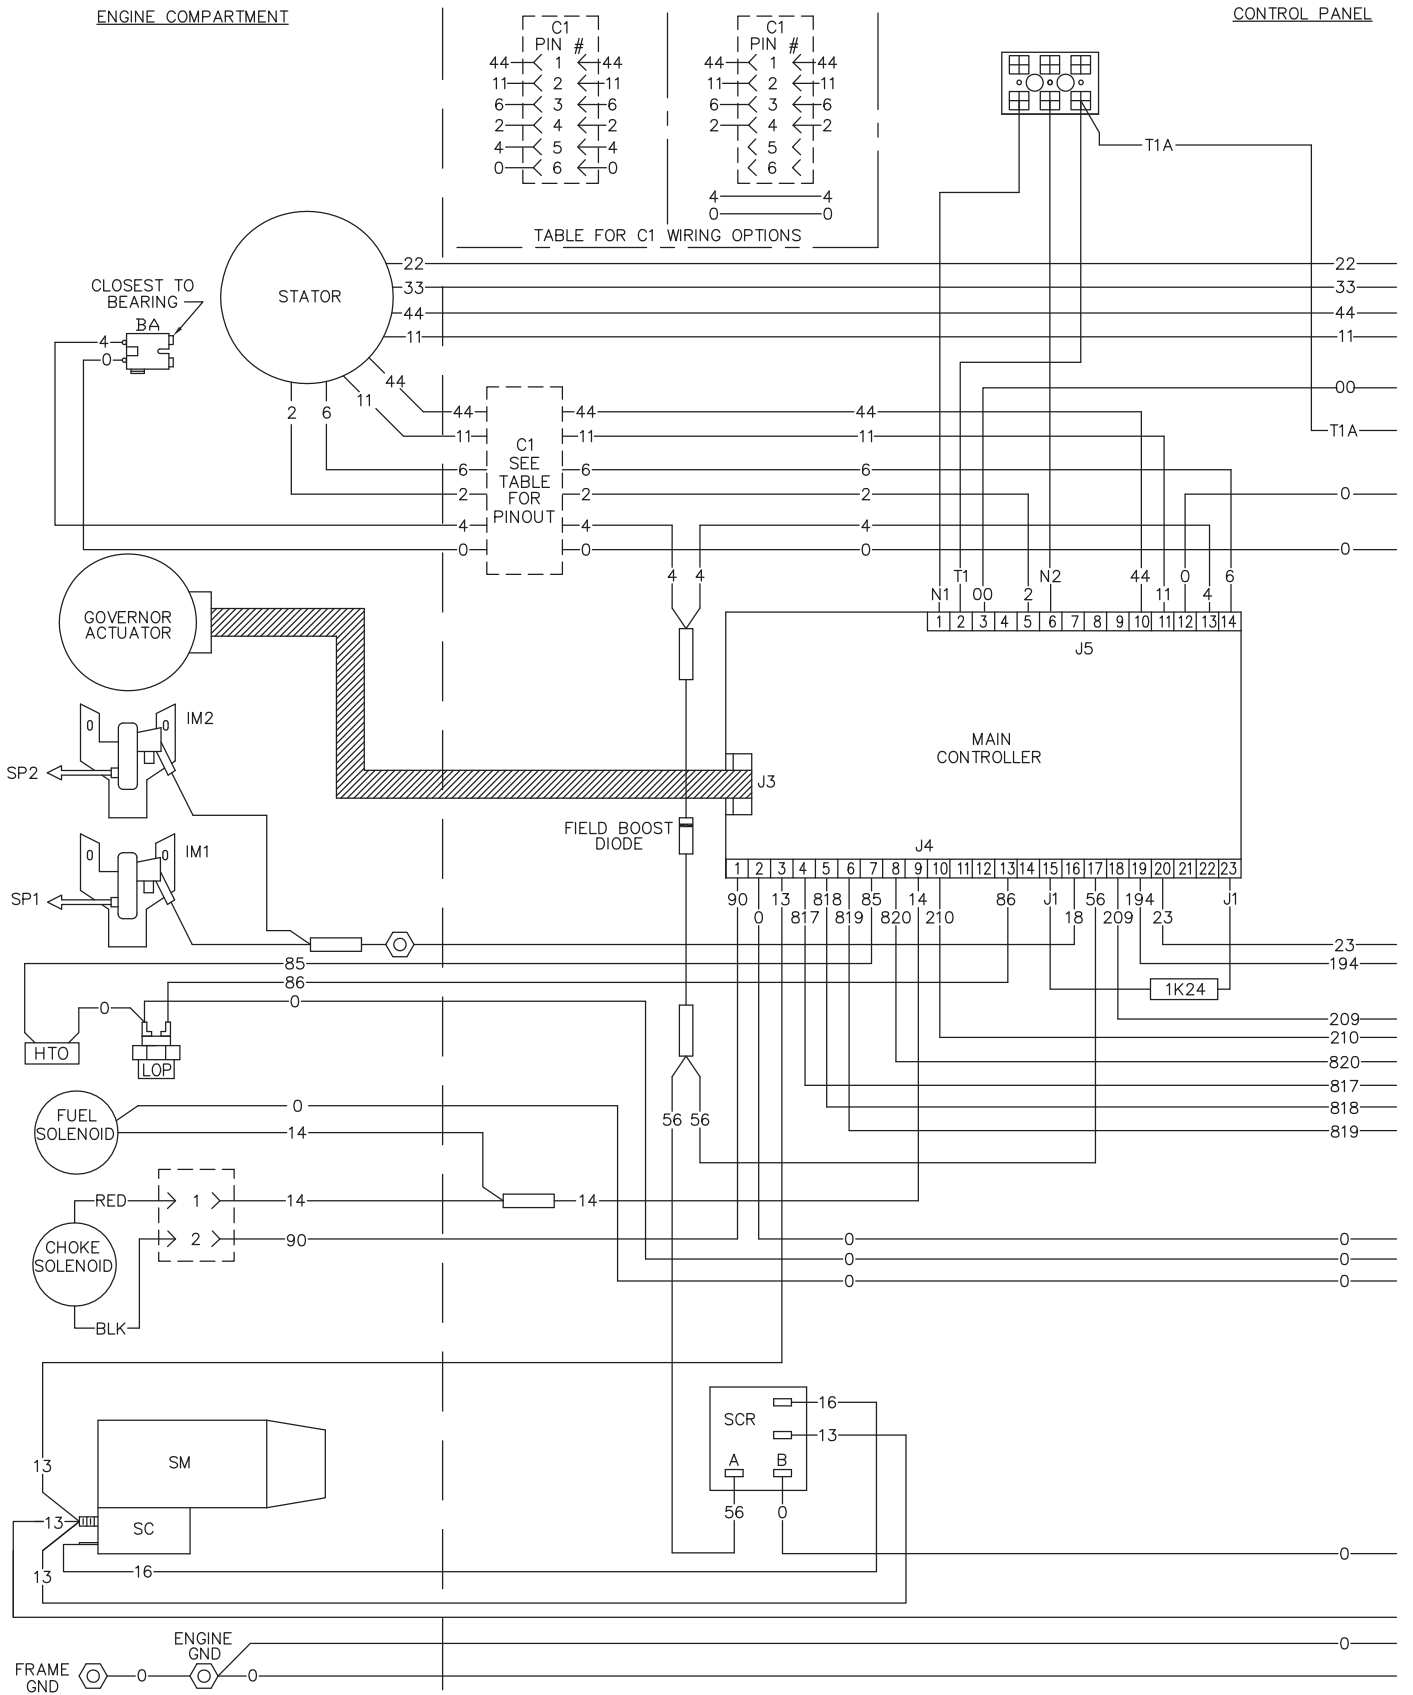 ENGINE COMPARTMENT
CONTROL PANEL
C1
PIN #
44 1 44
11 2 11
6 3 6
2 4 2
4 5 4
0 6 0
C1
PIN #
44 1 44
11 2 11
6 3 6
2 4 2
5
6
4 4
0 0
TABLE FOR C1 WIRING OPTIONS
T1A
STATOR
22 22
33 33
44 44
11 11
CLOSEST TO
BEARING
BA
4
0
44
11
2 6
00
T1A
44 44 44
11 11 11
6 6 6
2 2 2 0
4 4 4
0 0 0 0
C1
SEE
TABLE
FOR
PINOUT
4 4
N1 T1 00 2 N2 44 11 0 4 6
1 2 3 4 5 6 7 8 9 10 11 12 13 14
J5
GOVERNOR
ACTUATOR
IM2
SP2
MAIN
CONTROLLER
J3
FIELD BOOST
DIODE
IM1
SP1
J4
1 2 3 4 5 6 7 8 9 10 11 12 13 14 15 16 17 18 19 20 21 22 23
90 13 818 85 14 86 J1 56 194 J1
0 817 819 820 210 18 209 23
23
85 194
86
1K24
0 0
HTO
LOP
209
210
820
817
818
819
FUEL
SOLENOID
0
14
56 56
RED 1 14 14
2 90
CHOKE
SOLENOID
BLK
0 0
0 0
0 0
SCR
16
13
A B
56 0
13
SM
13
SC
13
16
0
ENGINE
GND
0
FRAME
GND
0 0